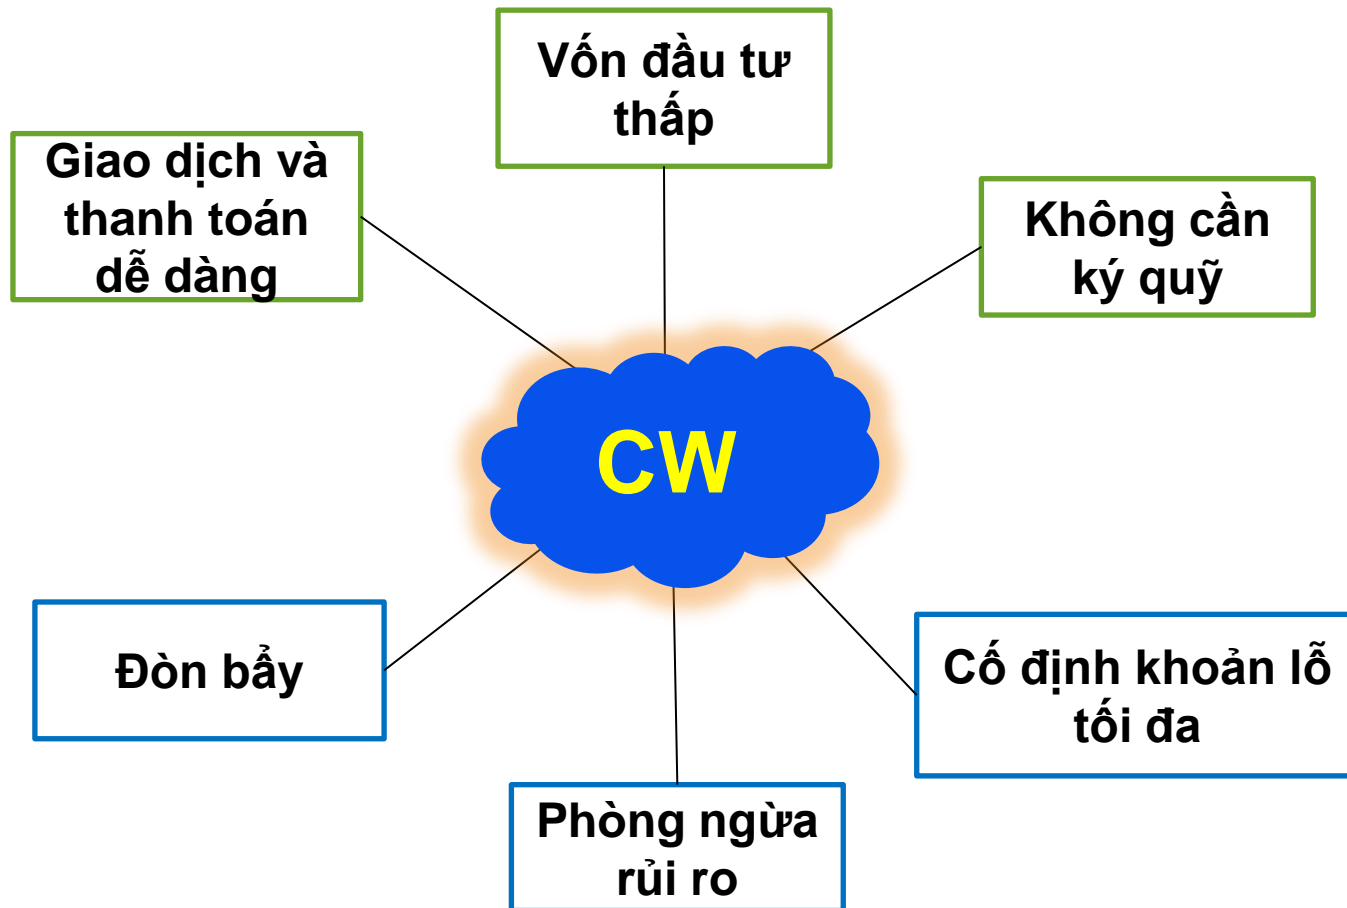 Vốn đầu tư
thấp
Giao dịch và
thanh toán
dễ dàng
Không cần
ký quỹ
CW
Đòn bẩy
Cố định khoản lỗ
tối đa
Phòng ngừa
rủi ro